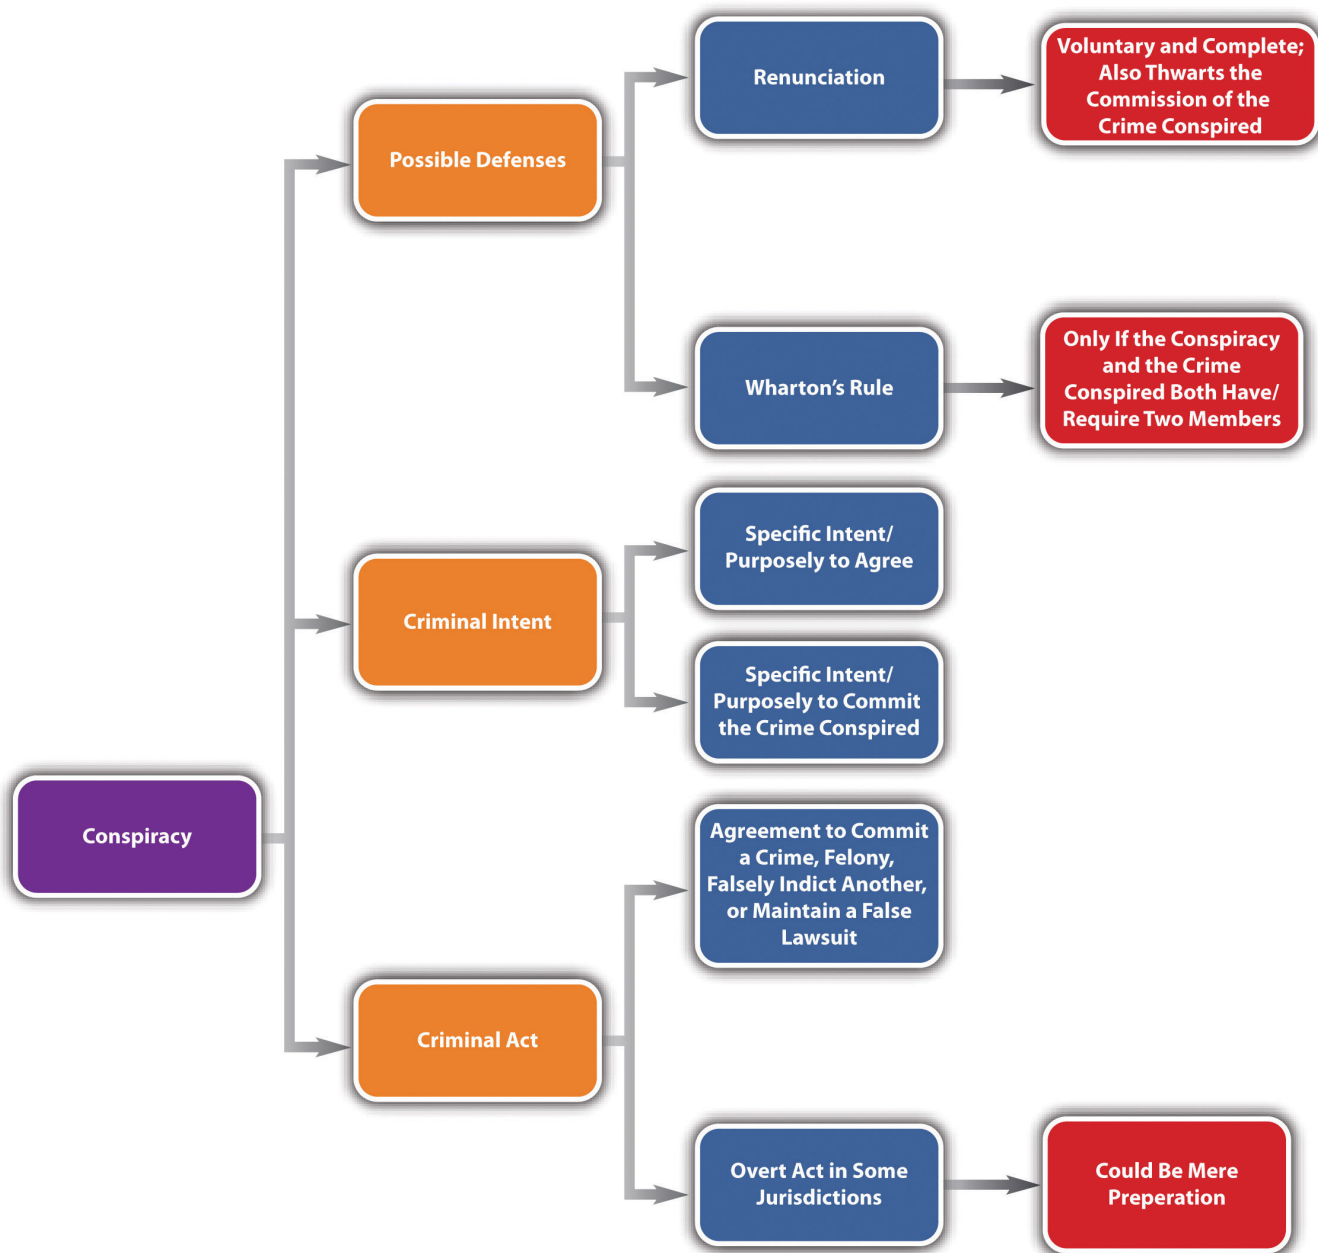 Renunciation
Voluntary and Complete;
Also Thwarts the
Commission of the
Crime Conspired
Possible Defenses
Wharton's Rule
Only If the Conspiracy
and the Crime
Conspired Both Have/
Require Two Members
Specific Intent/
Purposely to Agree
Criminal Intent
Specific Intent/
Purposely to Commit
the Crime Conspired
Conspiracy
Agreement to Commit
a Crime, Felony,
Falsely Indict Another,
or Maintain a False
Lawsuit
Criminal Act
Overt Act in Some
Jurisdictions
Could Be Mere
Preperation